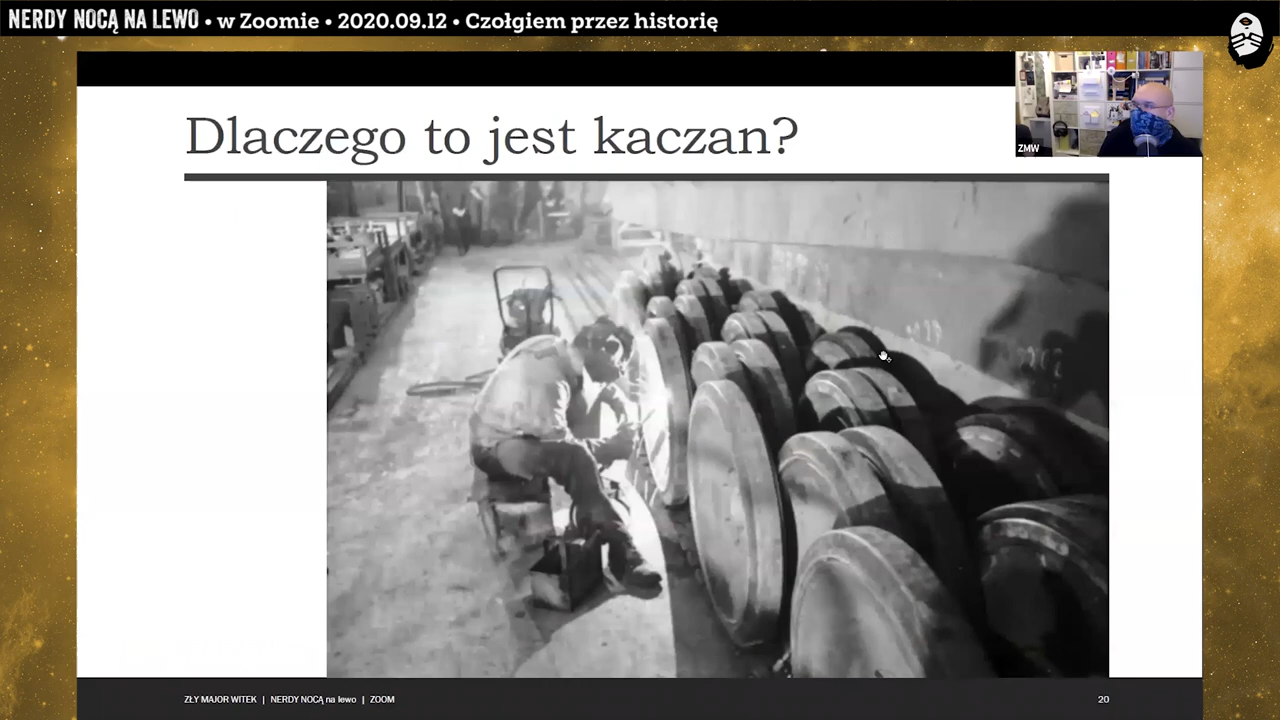 NERDY NOCĄ NA LEWO • w Zoomie • 2020.09.12 • Czołgiem przez historię
ZMW
Dlaczego to jest kaczan?
ZŁY MAJOR WITEK | NERDY NOCĄ na lewo | ZOOM
20